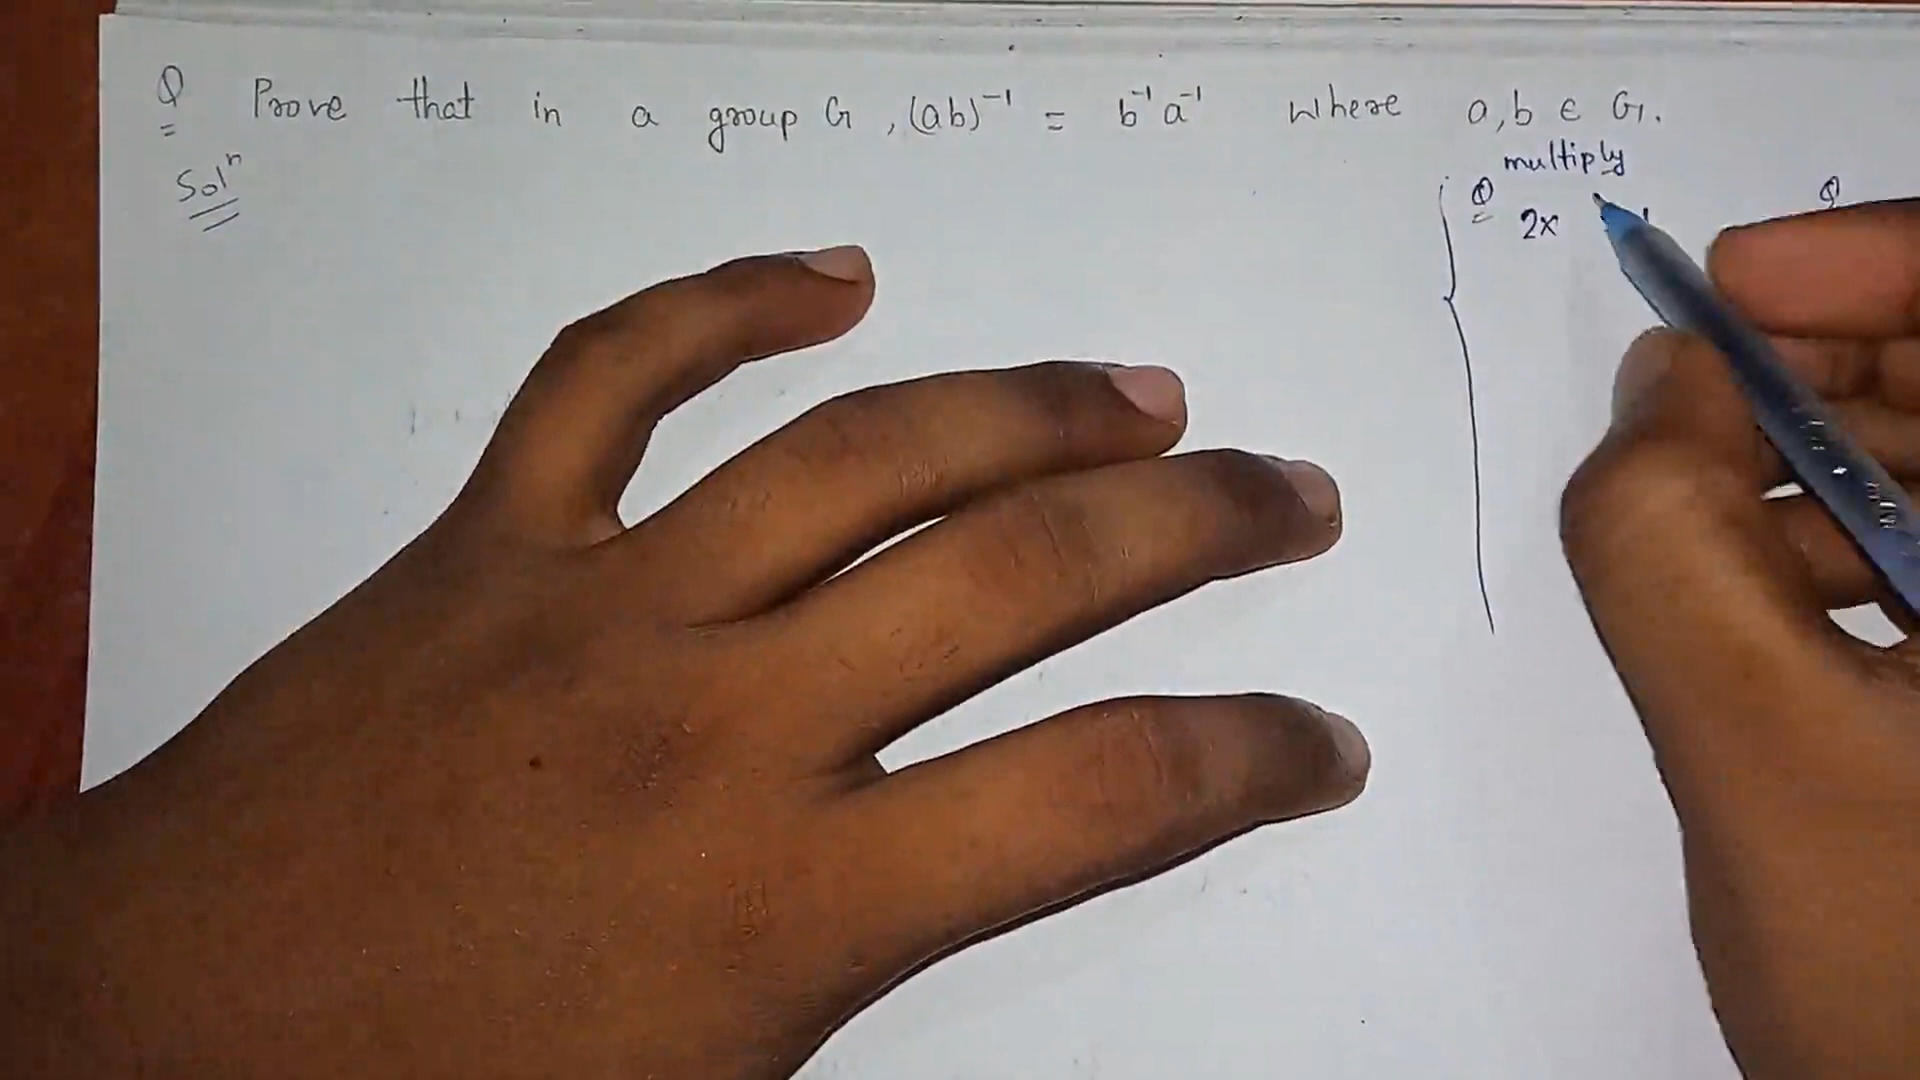 Q Prove that in a group G, (ab)⁻¹ = b⁻¹a⁻¹ where a,b ∈ G.
Solⁿ
multiply
Q Q
2x